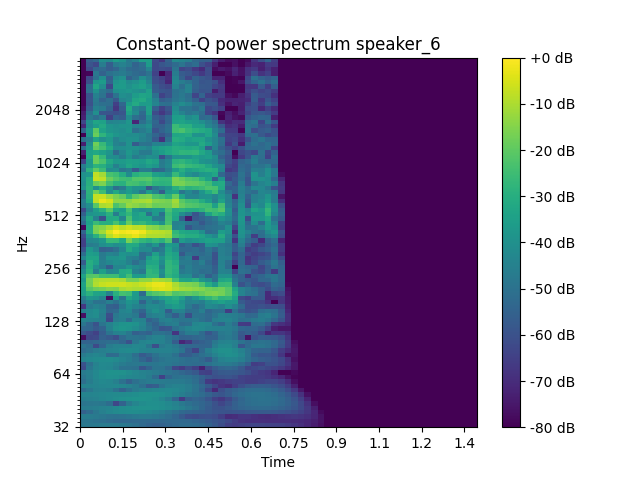 Constant-Q power spectrum speaker_6
+0 dB
2048
-10 dB
1024
-20 dB
512
-30 dB
Hz
-40 dB
256
-50 dB
128
-60 dB
64
-70 dB
32
-80 dB
0 0.15 0.3 0.45 0.6 0.75 0.9 1.1 1.2 1.4
Time